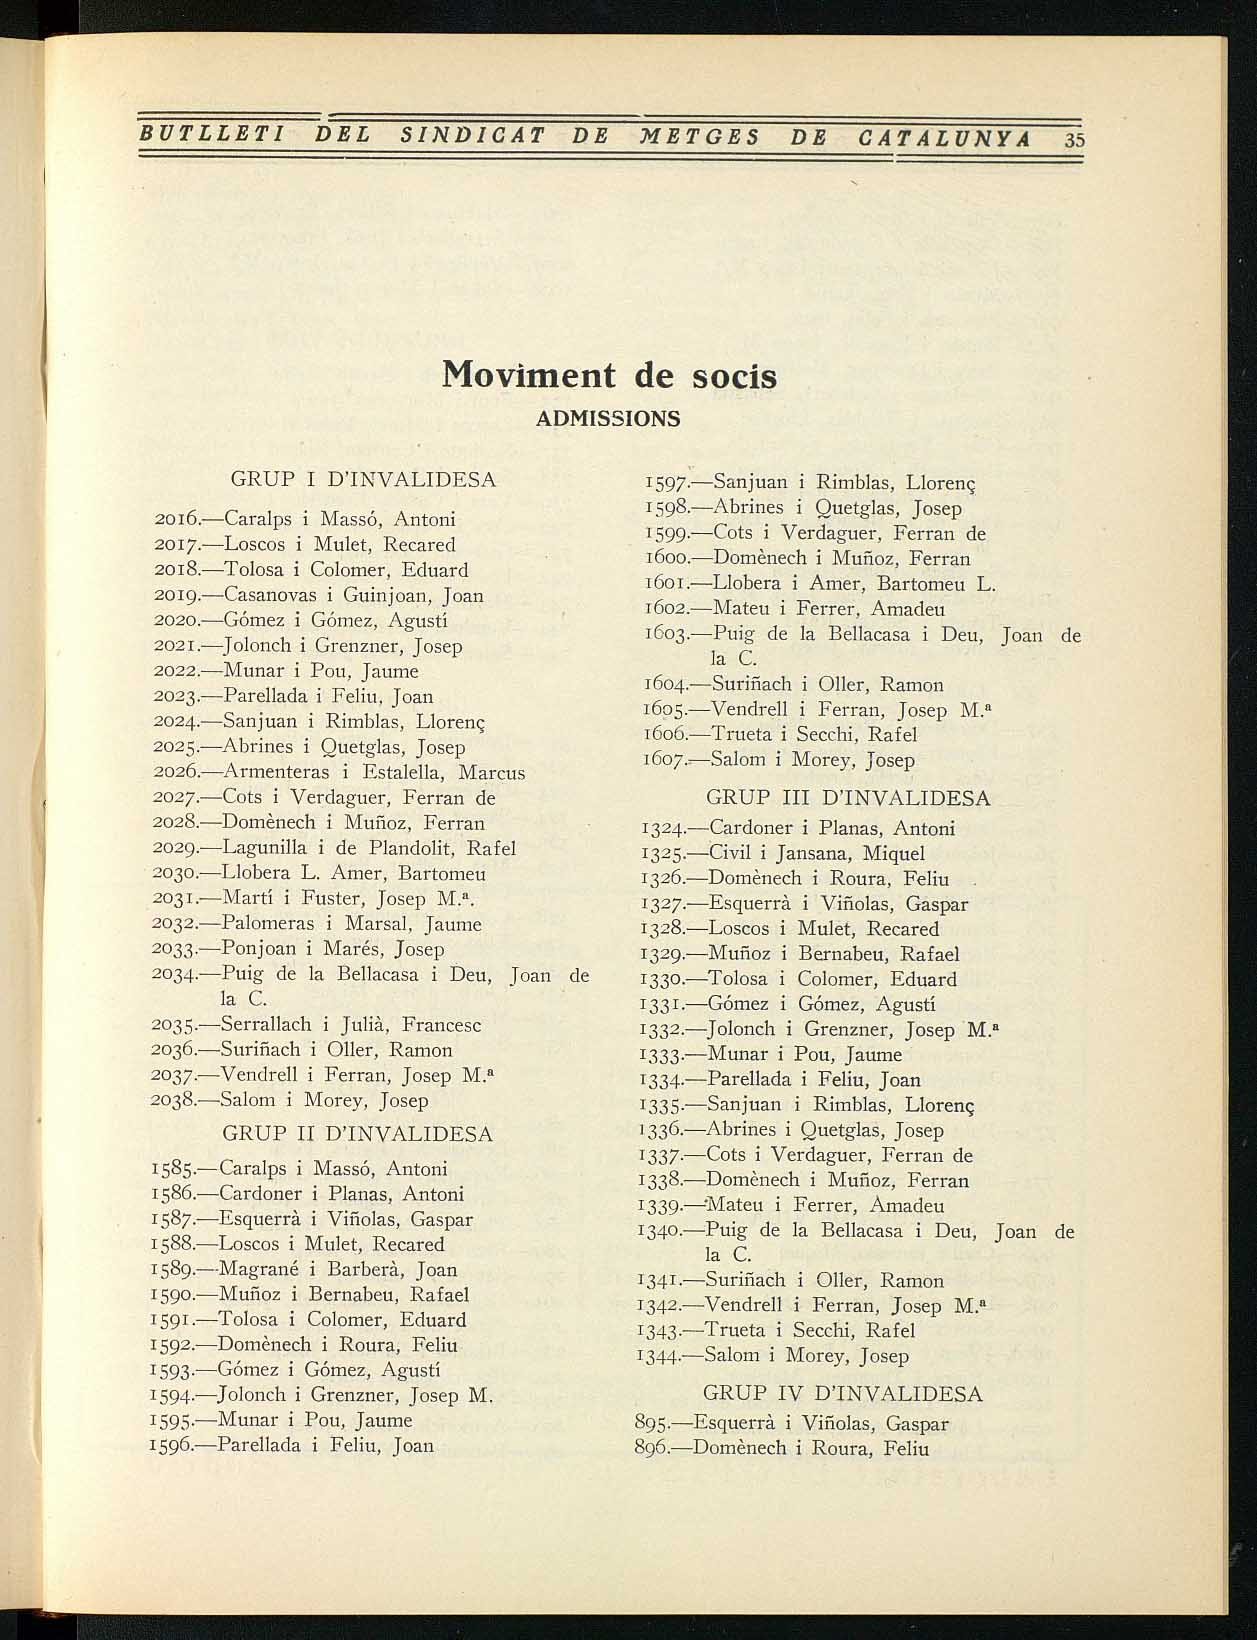 BUTLLETI DEL SINDICAT DE METGES DE CATALUNYA 35
Moviment de socis
ADMISSIONS
GRUP I D'INVALIDESA
2016.—Caralps i Massó, Antoni
2017.—Loscos i Mulet, Recared
2018.—Tolosa i Colomer, Eduard
2019.—Casanovas i Guinjoan, Joan
2020.—Gómez i Gómez, Agustí
2021.—Jolonch i Grenzner, Josep
2022.—Munar i Pou, Jaume
2023.—Parellada i Feliu, Joan
2024.—Sanjuan i Rimblas, Llorenç
2025.—Abrines i Quetglas, Josep
2026.—Armenteras i Estalella, Marcus
2027.—Cots i Verdaguer, Ferran de
2028.—Domènech i Muñoz, Ferran
2029.—Lagunilla i de Plandolit, Rafel
2030.—Llobera L. Amer, Bartomeu
2031.—Martí i Fuster, Josep M.ª.
2032.—Palomeras i Marsal, Jaume
2033.—Ponjoan i Marés, Josep
2034.—Puig de la Bellacasa i Deu, Joan de
la C.
2035.—Serrallach i Julià, Francesc
2036.—Suriñach i Oller, Ramon
2037.—Vendrell i Ferran, Josep M.ª
2038.—Salom i Morey, Josep
GRUP II D'INVALIDESA
1585.—Caralps i Massó, Antoni
1586.—Cardoner i Planas, Antoni
1587.—Esquerrà i Viñolas, Gaspar
1588.—Loscos i Mulet, Recared
1589.—Magrané i Barberà, Joan
1590.—Muñoz i Bernabeu, Rafael
1591.—Tolosa i Colomer, Eduard
1592.—Domènech i Roura, Feliu
1593.—Gómez i Gómez, Agustí
1594.—Jolonch i Grenzner, Josep M.
1595.—Munar i Pou, Jaume
1596.—Parellada i Feliu, Joan
1597.—Sanjuan i Rimblas, Llorenç
1598.—Abrines i Quetglas, Josep
1599.—Cots i Verdaguer, Ferran de
1600.—Domènech i Muñoz, Ferran
1601.—Llobera i Amer, Bartomeu L.
1602.—Mateu i Ferrer, Amadeu
1603.—Puig de la Bellacasa i Deu, Joan de
la C.
1604.—Suriñach i Oller, Ramon
1605.—Vendrell i Ferran, Josep M.ª
1606.—Trueta i Secchi, Rafel
1607.—Salom i Morey, Josep
GRUP III D'INVALIDESA
1324.—Cardoner i Planas, Antoni
1325.—Civil i Jansana, Miquel
1326.—Domènech i Roura, Feliu
1327.—Esquerrà i Viñolas, Gaspar
1328.—Loscos i Mulet, Recared
1329.—Muñoz i Bernabeu, Rafael
1330.—Tolosa i Colomer, Eduard
1331.—Gómez i Gómez, Agustí
1332.—Jolonch i Grenzner, Josep M.ª
1333.—Munar i Pou, Jaume
1334.—Parellada i Feliu, Joan
1335.—Sanjuan i Rimblas, Llorenç
1336.—Abrines i Quetglas, Josep
1337.—Cots i Verdaguer, Ferran de
1338.—Domènech i Muñoz, Ferran
1339.—Mateu i Ferrer, Amadeu
1340.—Puig de la Bellacasa i Deu, Joan de
la C.
1341.—Suriñach i Oller, Ramon
1342.—Vendrell i Ferran, Josep M.ª
1343.—Trueta i Secchi, Rafel
1344.—Salom i Morey, Josep
GRUP IV D'INVALIDESA
895.—Esquerrà i Viñolas, Gaspar
896.—Domènech i Roura, Feliu